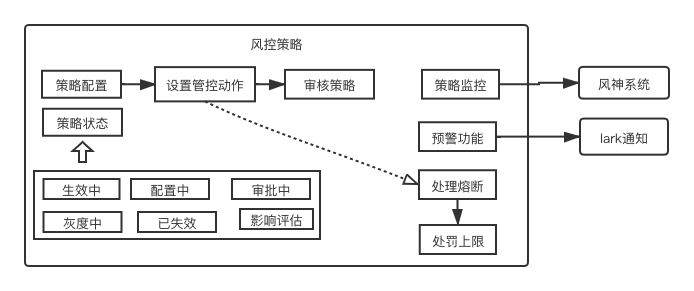 风控策略
策略配置
设置管控动作
审核策略
策略监控
风神系统
策略状态
预警功能
lark通知
生效中
配置中
审批中
处理熔断
灰度中
已失效
影响评估
处罚上限